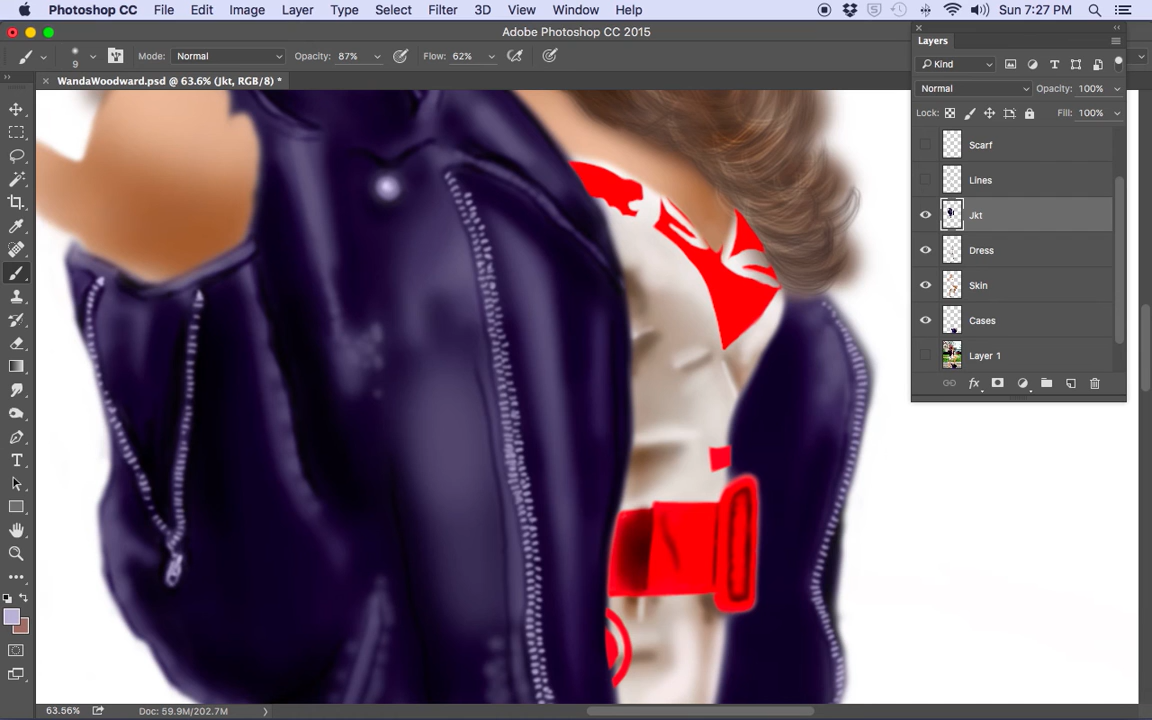 Photoshop CC File Edit Image Layer Type Select Filter 3D View Window Help Sun 7:27 PM
Adobe Photoshop CC 2015
9 Mode: Normal Opacity: 87% Flow: 62%
WandaWoodward.psd @ 63.6% (Jkt, RGB/8) *
Layers
Kind
Normal Opacity: 100%
Lock: Fill: 100%
Scarf
Lines
Jkt
Dress
Skin
Cases
Layer 1
fx
63.56% Doc: 59.9M/202.7M